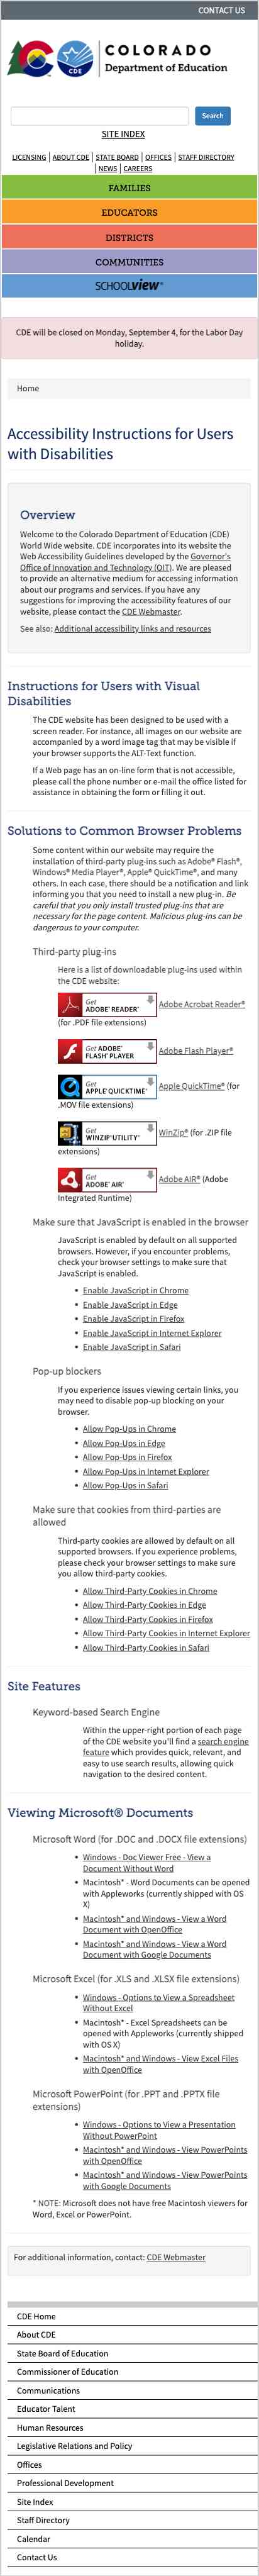 CONTACT US
CDE
COLORADO
Department of Education
Search
SITE INDEX
LICENSING | ABOUT CDE | STATE BOARD | OFFICES | STAFF DIRECTORY
| NEWS | CAREERS
FAMILIES
EDUCATORS
DISTRICTS
COMMUNITIES
SCHOOLVIEW®
CDE will be closed on Monday, September 4, for the Labor Day
holiday.
Home
Accessibility Instructions for Users
with Disabilities
Overview
Welcome to the Colorado Department of Education (CDE)
World Wide website. CDE incorporates into its website the
Web Accessibility Guidelines developed by the Governor's
Office of Innovation and Technology (OIT). We are pleased
to provide an alternative medium for accessing information
about our programs and services. If you have any
suggestions for improving the accessibility features of our
website, please contact the CDE Webmaster.
See also: Additional accessibility links and resources
Instructions for Users with Visual
Disabilities
The CDE website has been designed to be used with a
screen reader. For instance, all images on our website are
accompanied by a word image tag that may be visible if
your browser supports the ALT-Text function.
If a Web page has an on-line form that is not accessible,
please call the phone number or e-mail the office listed for
assistance in obtaining the form or filling it out.
Solutions to Common Browser Problems
Some content within our website may require the
installation of third-party plug-ins such as Adobe® Flash®,
Windows® Media Player®, Apple® QuickTime®, and many
others. In each case, there should be a notification and link
informing you that you need to install a new plug-in. Be
careful that you only install trusted plug-ins that are
necessary for the page content. Malicious plug-ins can be
dangerous to your computer.
Third-party plug-ins
Here is a list of downloadable plug-ins used within
the CDE website:
Get ADOBE® READER® Adobe Acrobat Reader®
(for .PDF file extensions)
Get ADOBE® FLASH® PLAYER Adobe Flash Player®
Get APPLE® QUICKTIME® Apple QuickTime® (for
.MOV file extensions)
Get WINZIP® UTILITY® WinZip® (for .ZIP file
extensions)
Get ADOBE® AIR® Adobe AIR® (Adobe
Integrated Runtime)
Make sure that JavaScript is enabled in the browser
JavaScript is enabled by default on all supported
browsers. However, if you encounter problems,
check your browser settings to make sure that
JavaScript is enabled.
• Enable JavaScript in Chrome
• Enable JavaScript in Edge
• Enable JavaScript in Firefox
• Enable JavaScript in Internet Explorer
• Enable JavaScript in Safari
Pop-up blockers
If you experience issues viewing certain links, you
may need to disable pop-up blocking on your
browser.
• Allow Pop-Ups in Chrome
• Allow Pop-Ups in Edge
• Allow Pop-Ups in Firefox
• Allow Pop-Ups in Internet Explorer
• Allow Pop-Ups in Safari
Make sure that cookies from third-parties are
allowed
Third-party cookies are allowed by default on all
supported browsers. If you experience problems,
please check your browser settings to make sure
you allow third-party cookies.
• Allow Third-Party Cookies in Chrome
• Allow Third-Party Cookies in Edge
• Allow Third-Party Cookies in Firefox
• Allow Third-Party Cookies in Internet Explorer
• Allow Third-Party Cookies in Safari
Site Features
Keyword-based Search Engine
Within the upper-right portion of each page
of the CDE website you'll find a search engine
feature which provides quick, relevant, and
easy to use search results, allowing quick
navigation to the desired content.
Viewing Microsoft® Documents
Microsoft Word (for .DOC and .DOCX file extensions)
• Windows - Doc Viewer Free - View a
Document Without Word
• Macintosh* - Word Documents can be opened
with Appleworks (currently shipped with OS
X)
• Macintosh* and Windows - View a Word
Document with OpenOffice
• Macintosh* and Windows - View a Word
Document with Google Documents
Microsoft Excel (for .XLS and .XLSX file extensions)
• Windows - Options to View a Spreadsheet
Without Excel
• Macintosh* - Excel Spreadsheets can be
opened with Appleworks (currently shipped
with OS X)
• Macintosh* and Windows - View Excel Files
with OpenOffice
Microsoft PowerPoint (for .PPT and .PPTX file
extensions)
• Windows - Options to View a Presentation
Without PowerPoint
• Macintosh* and Windows - View PowerPoints
with OpenOffice
• Macintosh* and Windows - View PowerPoints
with Google Documents
* NOTE: Microsoft does not have free Macintosh viewers for
Word, Excel or PowerPoint.
For additional information, contact: CDE Webmaster
CDE Home
About CDE
State Board of Education
Commissioner of Education
Communications
Educator Talent
Human Resources
Legislative Relations and Policy
Offices
Professional Development
Site Index
Staff Directory
Calendar
Contact Us